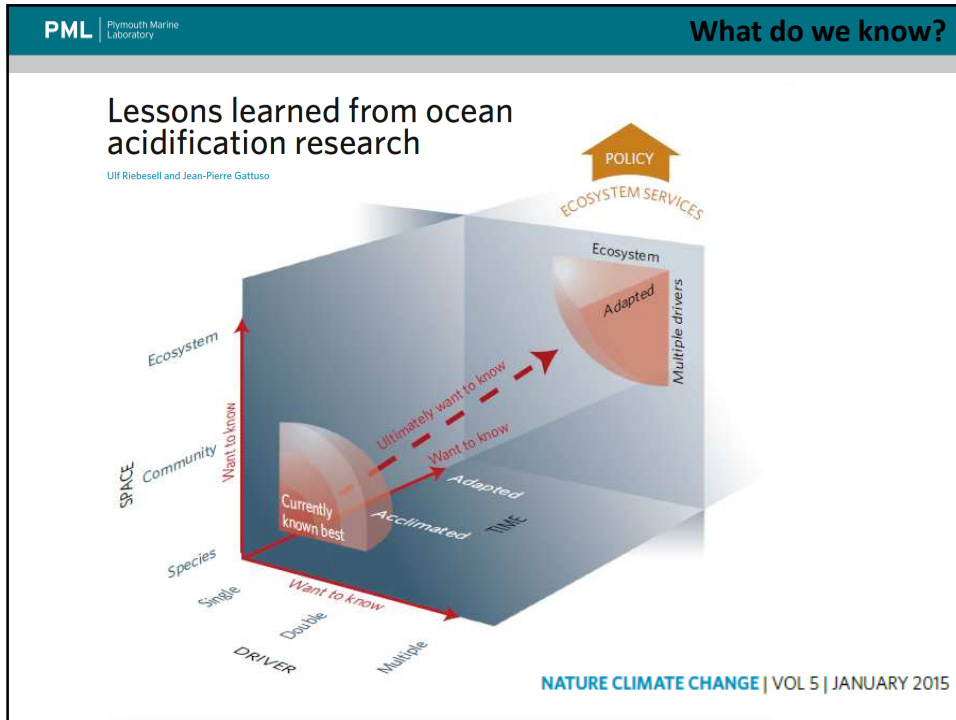 PML
Plymouth Marine
Laboratory
What do we know?
Lessons learned from ocean
acidification research
Ulf Riebesell and Jean-Pierre Gattuso
POLICY
ECOSYSTEM SERVICES
Ecosystem
Adapted
Multiple drivers
Ecosystem
Community
Species
SPACE
Want to know
Ultimately want to know
Want to know
Currently
known best
Adapted
Acclimated
TIME
Want to know
Single
Double
Multiple
DRIVER
NATURE CLIMATE CHANGE | VOL 5 | JANUARY 2015